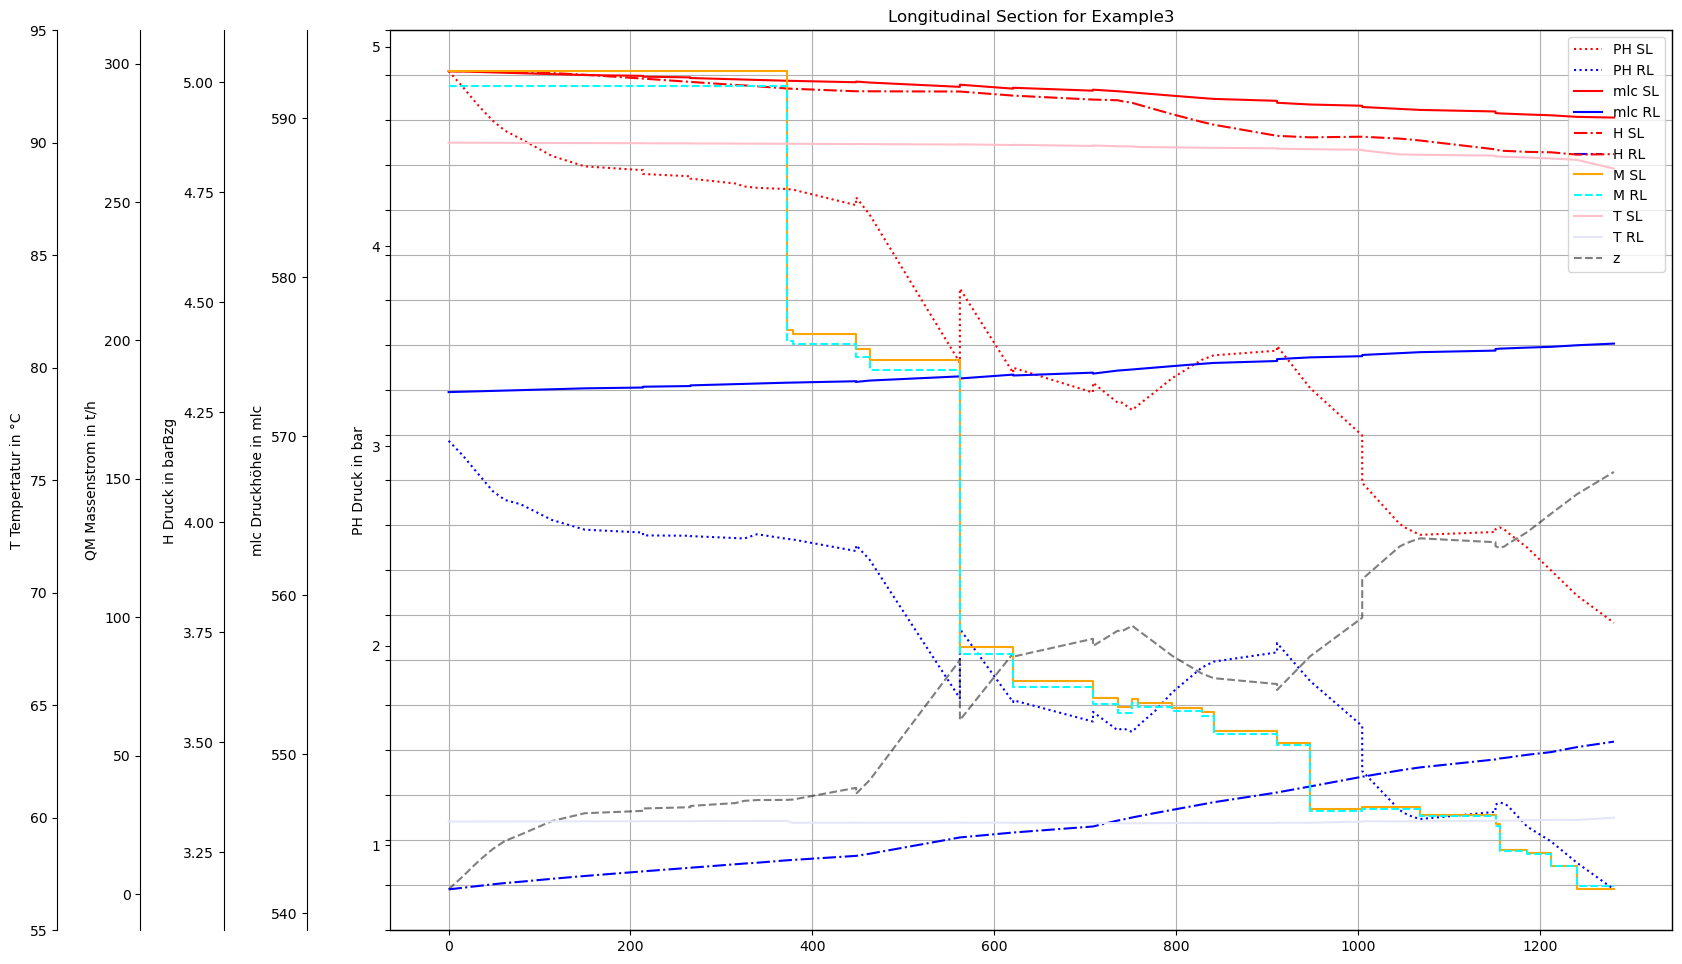 Longitudinal Section for Example3
T Tempertatur in °C
95
90
85
80
75
70
65
60
55
QM Massenstrom in t/h
300
250
200
150
100
50
0
H Druck in barBzg
5.00
4.75
4.50
4.25
4.00
3.75
3.50
3.25
mlc Druckhöhe in mlc
590
580
570
560
550
540
PH Druck in bar
5
4
3
2
1
0
200
400
600
800
1000
1200
PH SL
PH RL
mlc SL
mlc RL
H SL
H RL
M SL
M RL
T SL
T RL
z